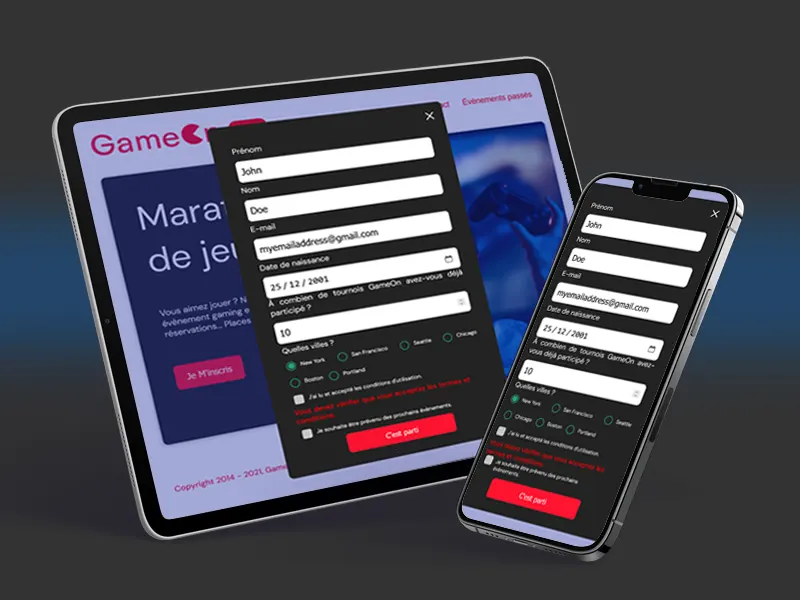 GameOn
Évènements passés
Mara
de jeu
Vous aimez jouer ? N
évènement gaming e
réservations... Places
Je M'inscris
Copyright 2014 - 2021, Game
Prénom
John
Nom
Doe
E-mail
myemailaddress@gmail.com
Date de naissance
25 / 12 / 2001
À combien de tournois GameOn avez-vous déjà
participé ?
10
Quelles villes ?
New York
San Francisco
Seattle
Chicago
Boston
Portland
J'ai lu et accepté les conditions d'utilisation.
Vous devez vérifier que vous acceptez les termes et
conditions.
Je souhaite être prévenu des prochains évènements.
C'est parti
Prénom
John
Nom
Doe
E-mail
myemailaddress@gmail.com
Date de naissance
25 / 12 / 2001
À combien de tournois GameOn avez-
vous déjà participé ?
10
Quelles villes ?
New York
San Francisco
Seattle
Chicago
Boston
Portland
J'ai lu et accepté les conditions d'utilisation.
Vous devez vérifier que vous acceptez les
termes et conditions.
Je souhaite être prévenu des prochains
évènements.
C'est parti